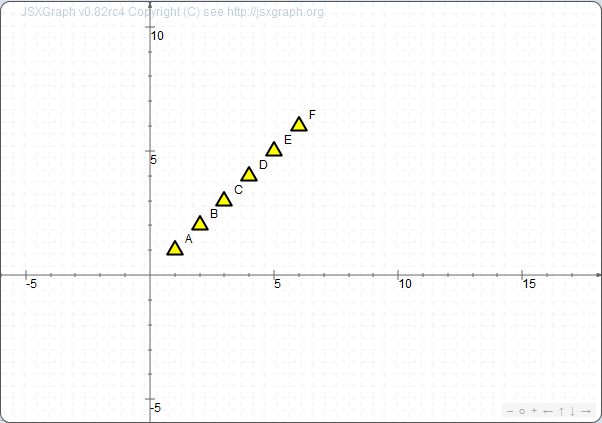 JSXGraph v0.82rc4 Copyright (C) see http://jsxgraph.org
10
F
E
5
D
C
B
A
-5 5 10 15
-5
− o + ← ↑ ↓ →